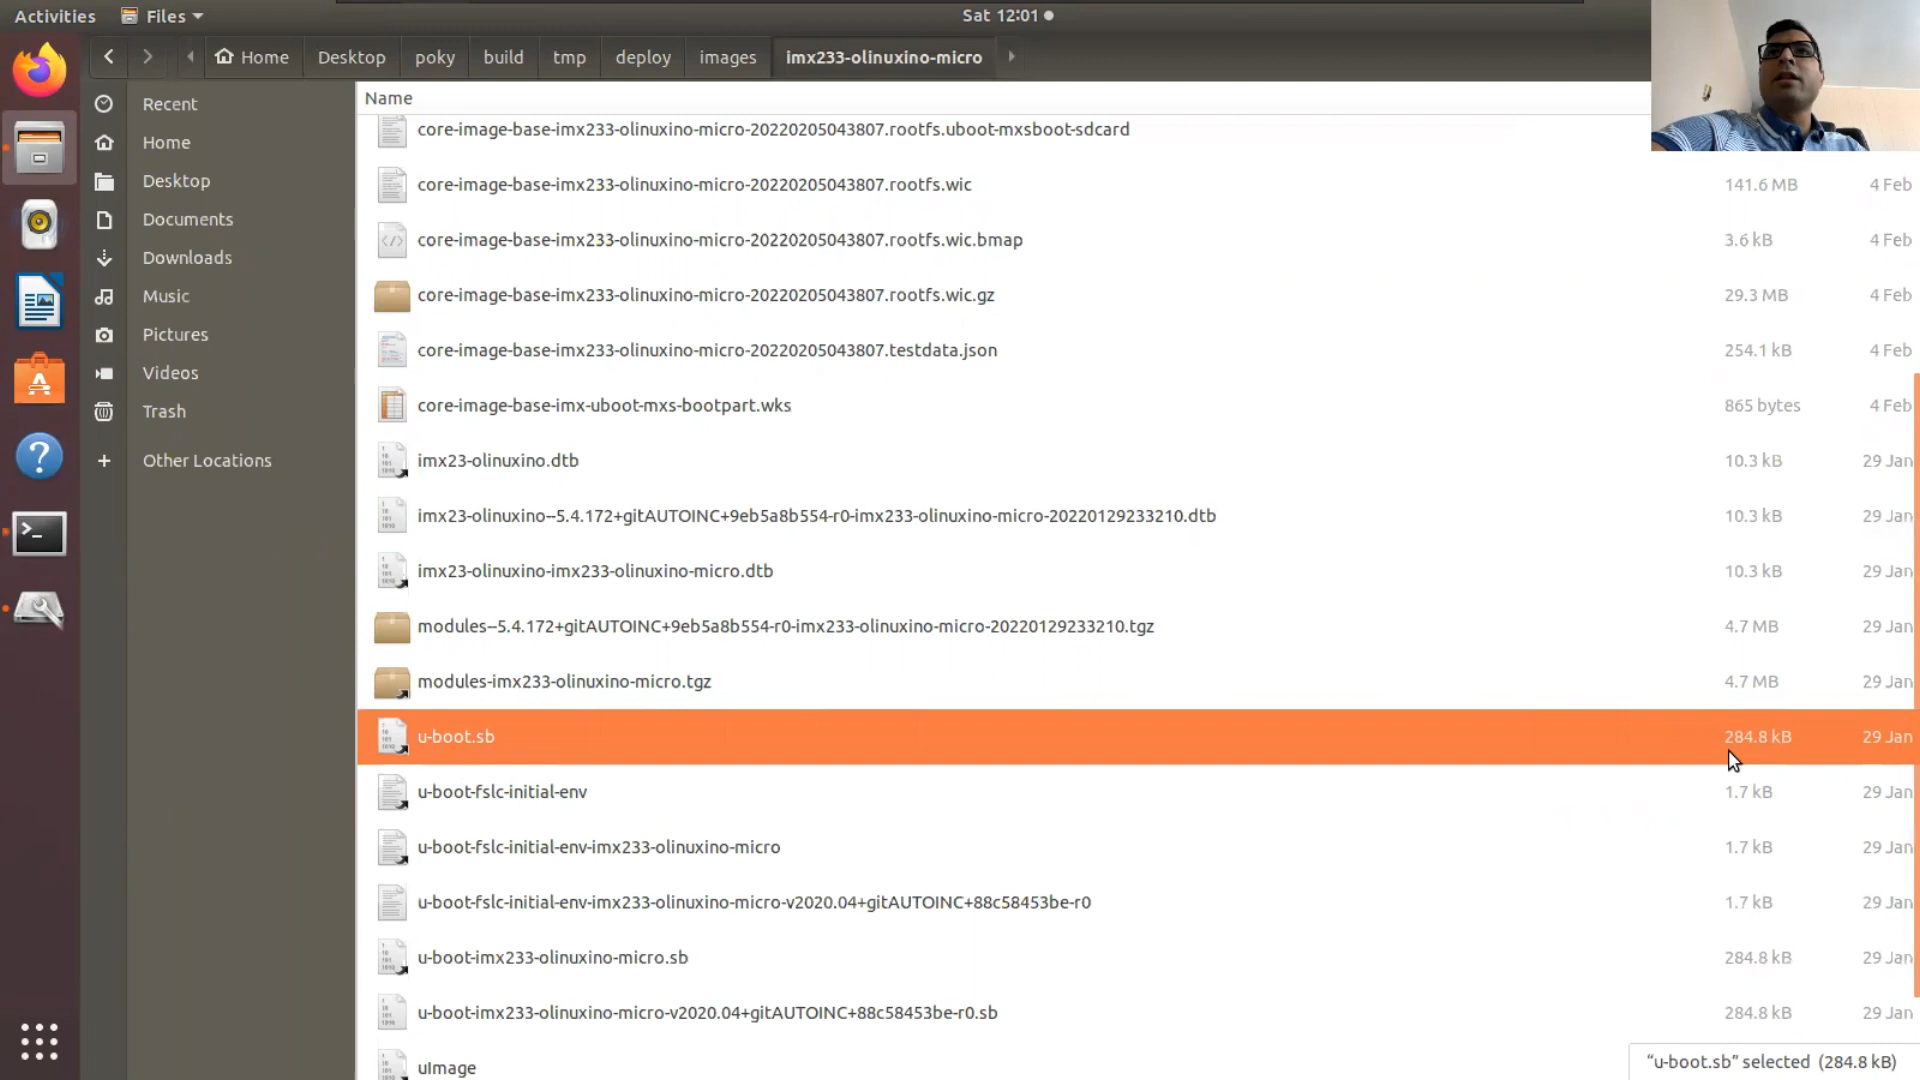 Activities Files Sat 12:01
Home Desktop poky build tmp deploy images imx233-olinuxino-micro
Recent
Home
Desktop
Documents
Downloads
Music
Pictures
Videos
Trash
+ Other Locations
Name
core-image-base-imx233-olinuxino-micro-20220205043807.rootfs.uboot-mxsboot-sdcard
core-image-base-imx233-olinuxino-micro-20220205043807.rootfs.wic 141.6 MB 4 Feb
core-image-base-imx233-olinuxino-micro-20220205043807.rootfs.wic.bmap 3.6 kB 4 Feb
core-image-base-imx233-olinuxino-micro-20220205043807.rootfs.wic.gz 29.3 MB 4 Feb
core-image-base-imx233-olinuxino-micro-20220205043807.testdata.json 254.1 kB 4 Feb
core-image-base-imx-uboot-mxs-bootpart.wks 865 bytes 4 Feb
imx23-olinuxino.dtb 10.3 kB 29 Jan
imx23-olinuxino--5.4.172+gitAUTOINC+9eb5a8b554-r0-imx233-olinuxino-micro-20220129233210.dtb 10.3 kB 29 Jan
imx23-olinuxino-imx233-olinuxino-micro.dtb 10.3 kB 29 Jan
modules--5.4.172+gitAUTOINC+9eb5a8b554-r0-imx233-olinuxino-micro-20220129233210.tgz 4.7 MB 29 Jan
modules-imx233-olinuxino-micro.tgz 4.7 MB 29 Jan
u-boot.sb 284.8 kB 29 Jan
u-boot-fslc-initial-env 1.7 kB 29 Jan
u-boot-fslc-initial-env-imx233-olinuxino-micro 1.7 kB 29 Jan
u-boot-fslc-initial-env-imx233-olinuxino-micro-v2020.04+gitAUTOINC+88c58453be-r0 1.7 kB 29 Jan
u-boot-imx233-olinuxino-micro.sb 284.8 kB 29 Jan
u-boot-imx233-olinuxino-micro-v2020.04+gitAUTOINC+88c58453be-r0.sb 284.8 kB 29 Jan
uImage
"u-boot.sb" selected (284.8 kB)